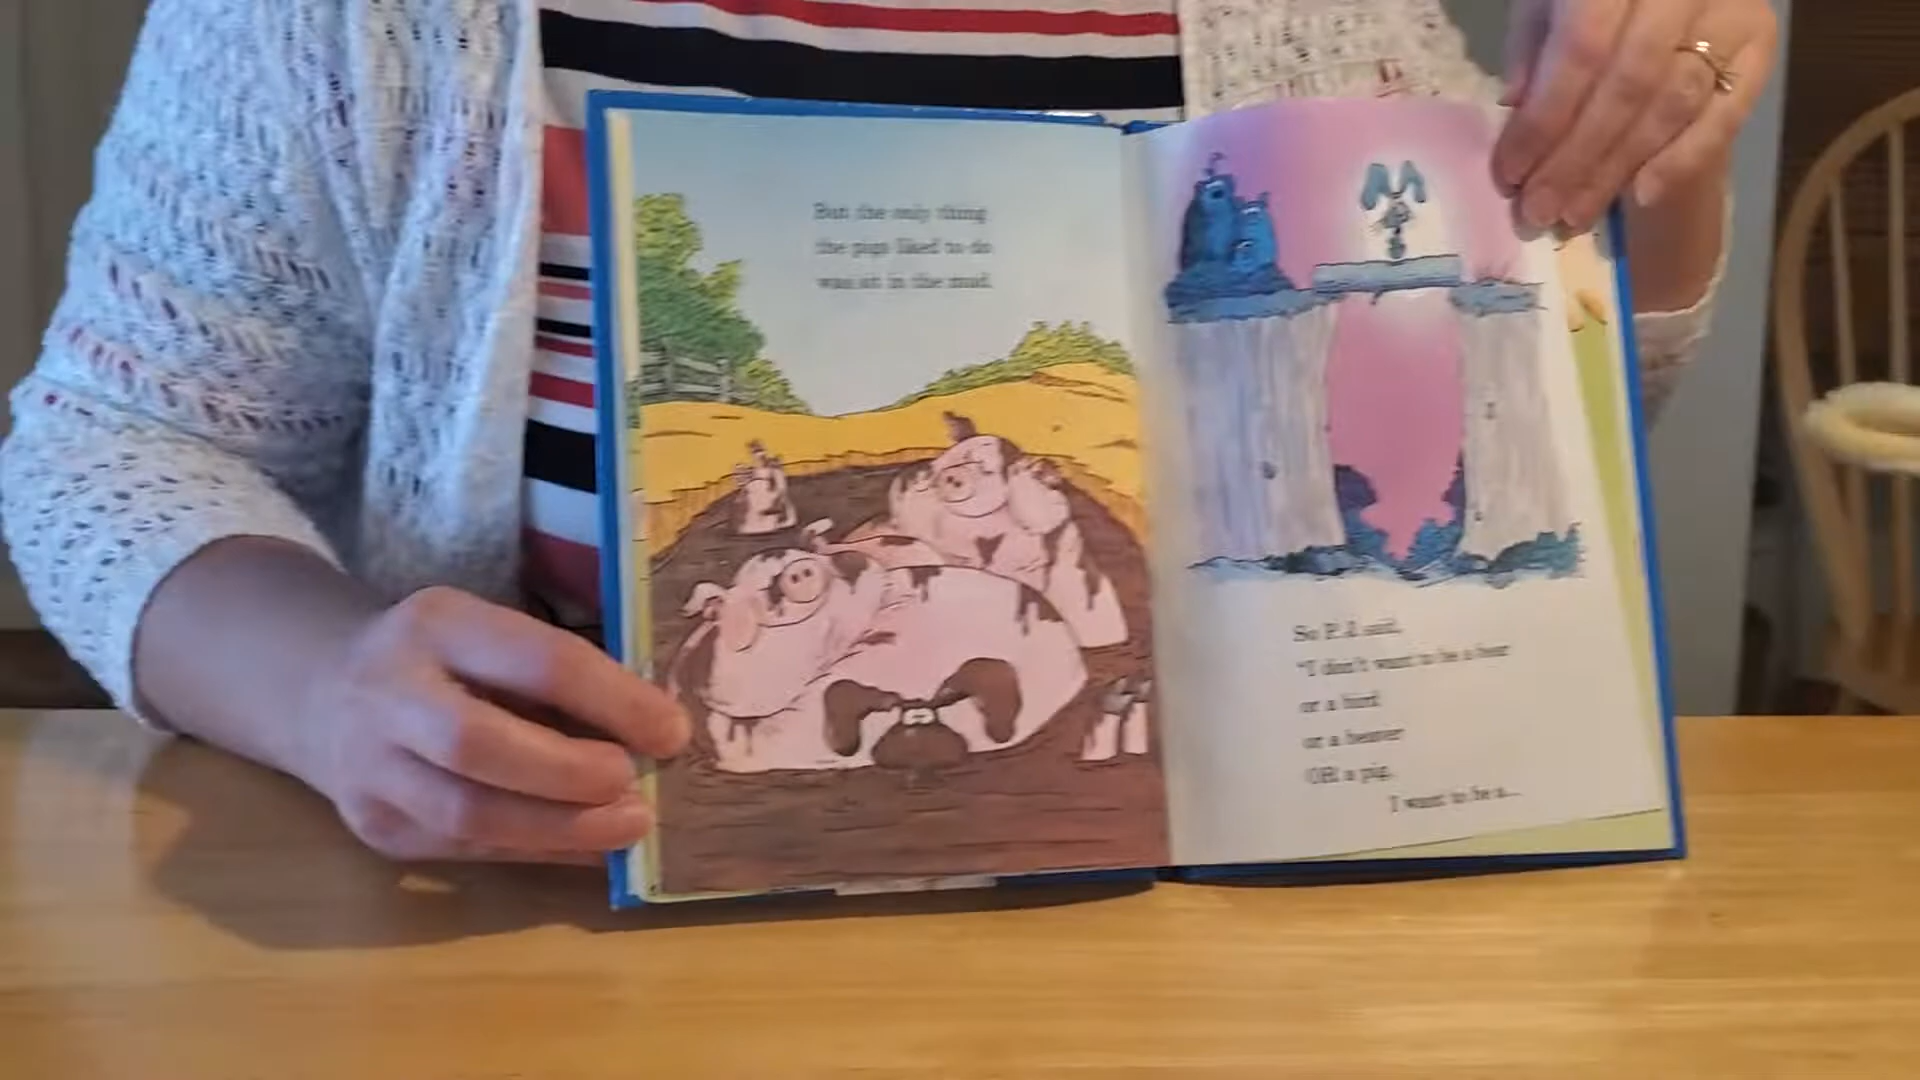 But the only thing
the pigs liked to do
was sit in the mud.
So P.J. said,
"I don't want to be a bear
or a bird
or a beaver
OR a pig.
I want to be a...